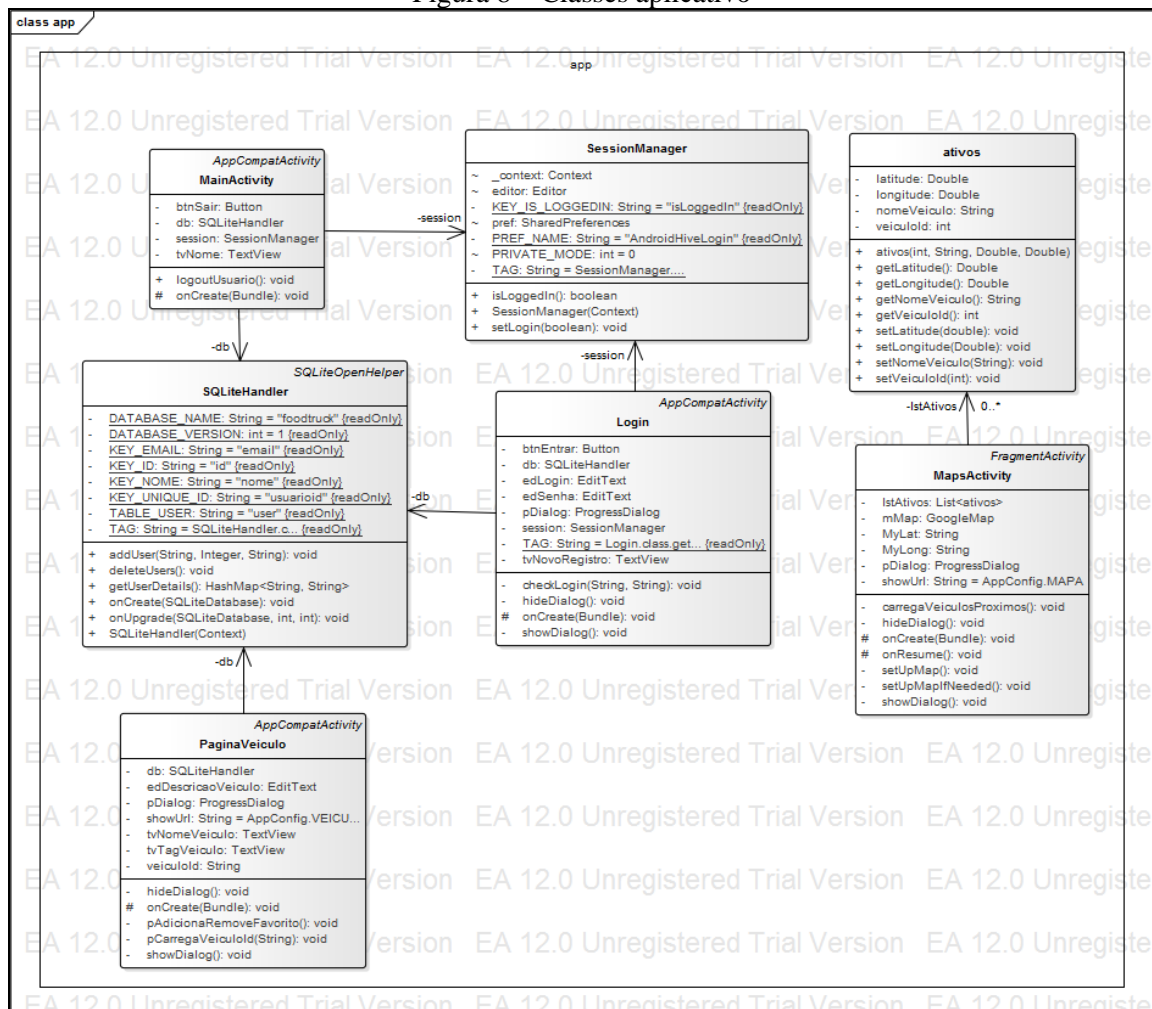 Figura 8 – Classes aplicativo
class app
app
AppCompatActivity
MainActivity
- btnSair: Button
- db: SQLiteHandler
- session: SessionManager
- tvNome: TextView
+ logoutUsuario(): void
# onCreate(Bundle): void
-session
-db
SessionManager
~ _context: Context
~ editor: Editor
- KEY_IS_LOGGEDIN: String = "isLoggedIn" {readOnly}
~ pref: SharedPreferences
- PREF_NAME: String = "AndroidHiveLogin" {readOnly}
~ PRIVATE_MODE: int = 0
- TAG: String = SessionManager....
+ isLoggedIn(): boolean
+ SessionManager(Context)
+ setLogin(boolean): void
-session
ativos
- latitude: Double
- longitude: Double
- nomeVeiculo: String
- veiculoId: int
+ ativos(int, String, Double, Double)
+ getLatitude(): Double
+ getLongitude(): Double
+ getNomeVeiculo(): String
+ getVeiculoId(): int
+ setLatitude(double): void
+ setLongitude(Double): void
+ setNomeVeiculo(String): void
+ setVeiculoId(int): void
-lstAtivos 0..*
SQLiteOpenHelper
SQLiteHandler
- DATABASE_NAME: String = "foodtruck" {readOnly}
- DATABASE_VERSION: int = 1 {readOnly}
- KEY_EMAIL: String = "email" {readOnly}
- KEY_ID: String = "id" {readOnly}
- KEY_NOME: String = "nome" {readOnly}
- KEY_UNIQUE_ID: String = "usuarioid" {readOnly}
- TABLE_USER: String = "user" {readOnly}
- TAG: String = SQLiteHandler.c... {readOnly}
+ addUser(String, Integer, String): void
+ deleteUsers(): void
+ getUserDetails(): HashMap<String, String>
+ onCreate(SQLiteDatabase): void
+ onUpgrade(SQLiteDatabase, int, int): void
+ SQLiteHandler(Context)
-db
-db
AppCompatActivity
Login
- btnEntrar: Button
- db: SQLiteHandler
- edLogin: EditText
- edSenha: EditText
- pDialog: ProgressDialog
- session: SessionManager
- TAG: String = Login.class.get... {readOnly}
- tvNovoRegistro: TextView
- checkLogin(String, String): void
- hideDialog(): void
# onCreate(Bundle): void
- showDialog(): void
FragmentActivity
MapsActivity
- lstAtivos: List<ativos>
- mMap: GoogleMap
- MyLat: String
- MyLong: String
- pDialog: ProgressDialog
- showUrl: String = AppConfig.MAPA
- carregaVeiculosProximos(): void
- hideDialog(): void
# onCreate(Bundle): void
# onResume(): void
- setUpMap(): void
- setUpMapIfNeeded(): void
- showDialog(): void
AppCompatActivity
PaginaVeiculo
- db: SQLiteHandler
- edDescricaoVeiculo: EditText
- pDialog: ProgressDialog
- showUrl: String = AppConfig.VEICU...
- tvNomeVeiculo: TextView
- tvTagVeiculo: TextView
- veiculoId: String
- hideDialog(): void
# onCreate(Bundle): void
- pAdicionaRemoveFavorito(): void
- pCarregaVeiculoId(String): void
- showDialog(): void
EA 12.0 Unregistered Trial Version